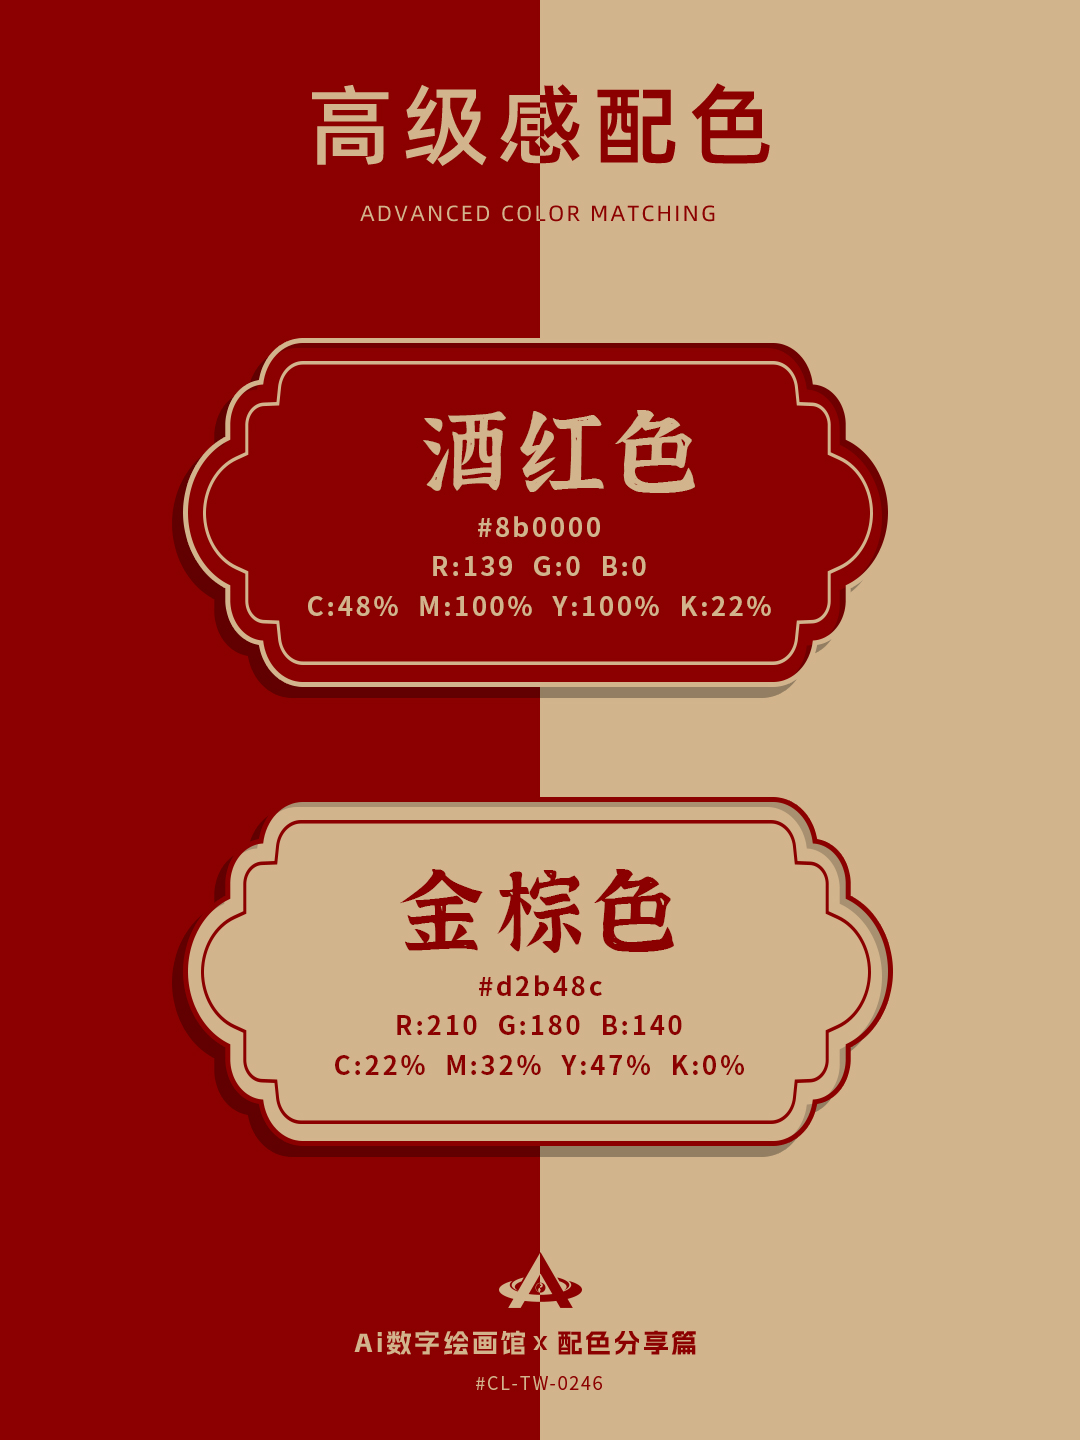 高级感配色
ADVANCED COLOR MATCHING
酒红色
#8b0000
R:139 G:0 B:0
C:48% M:100% Y:100% K:22%
金棕色
#d2b48c
R:210 G:180 B:140
C:22% M:32% Y:47% K:0%
Ai数字绘画馆 x 配色分享篇
#CL-TW-0246